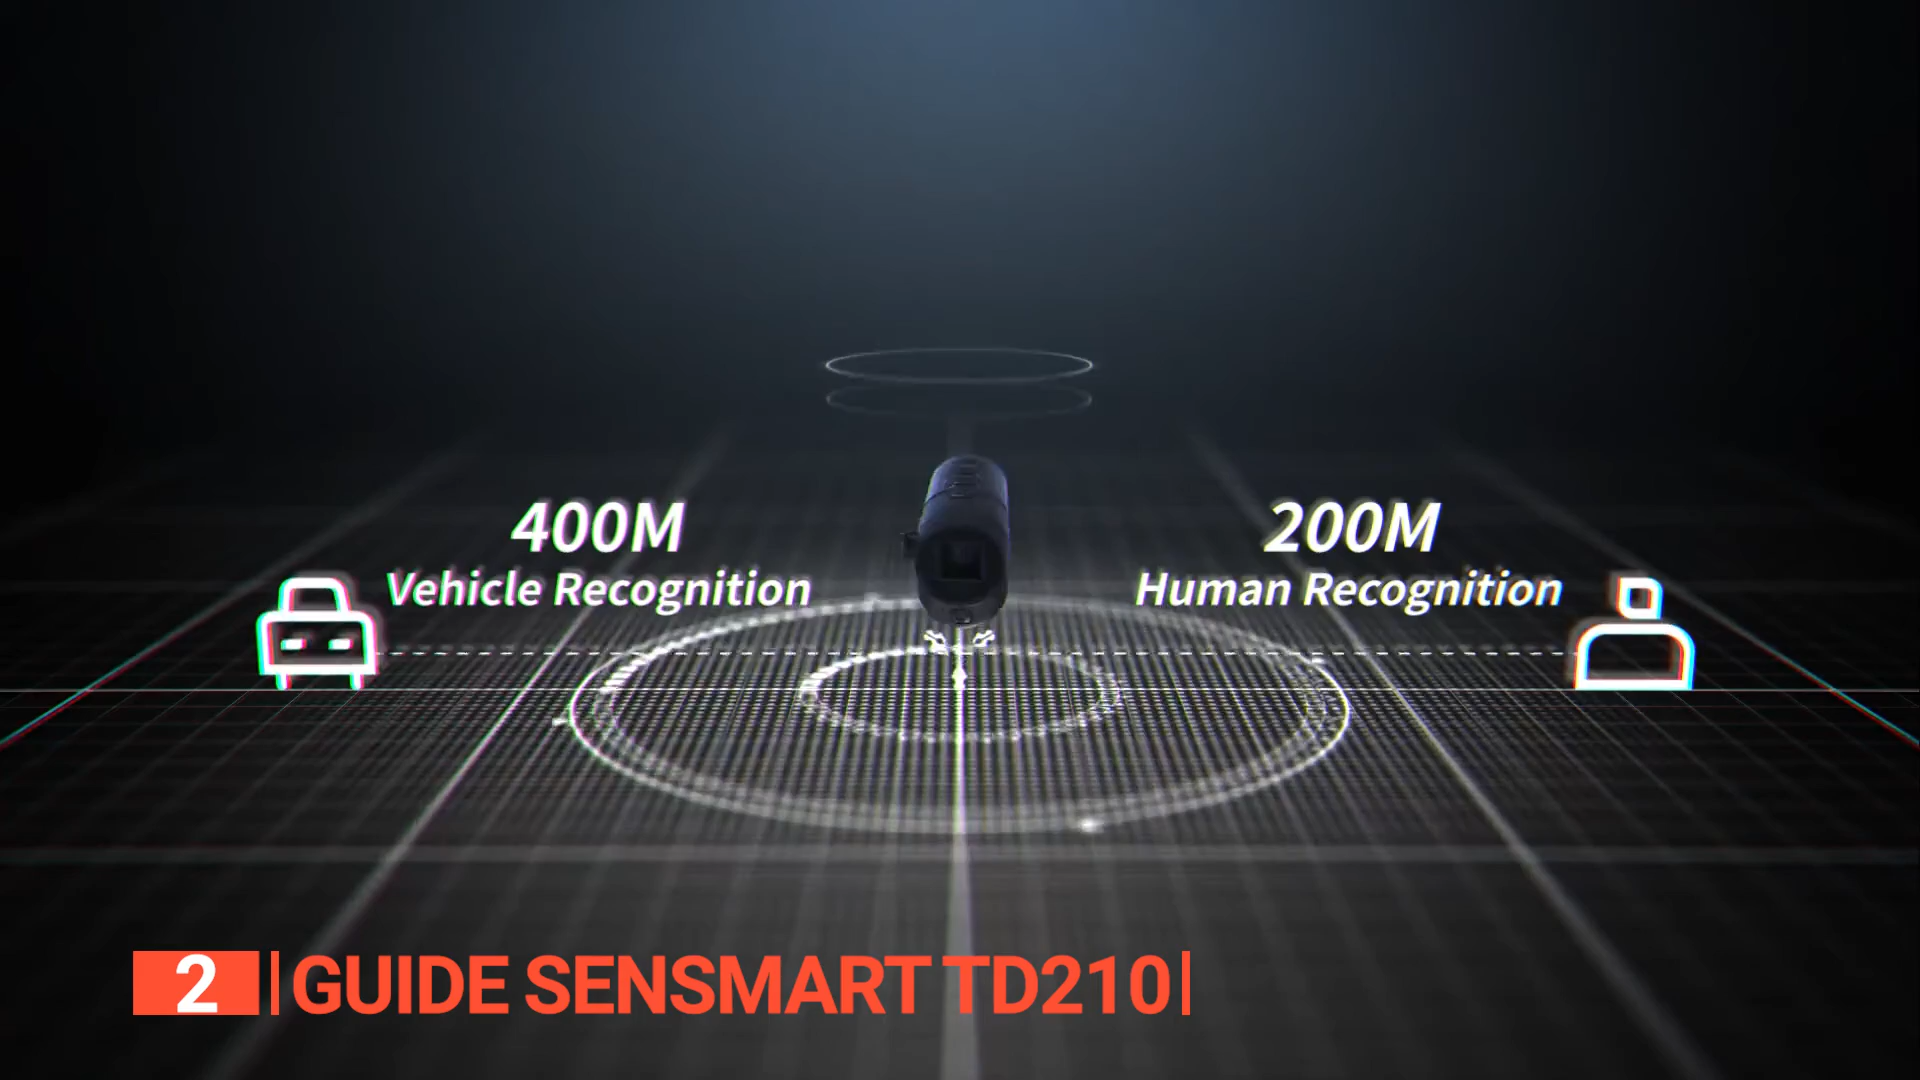 400M
Vehicle Recognition
200M
Human Recognition
2 GUIDE SENSMART TD210